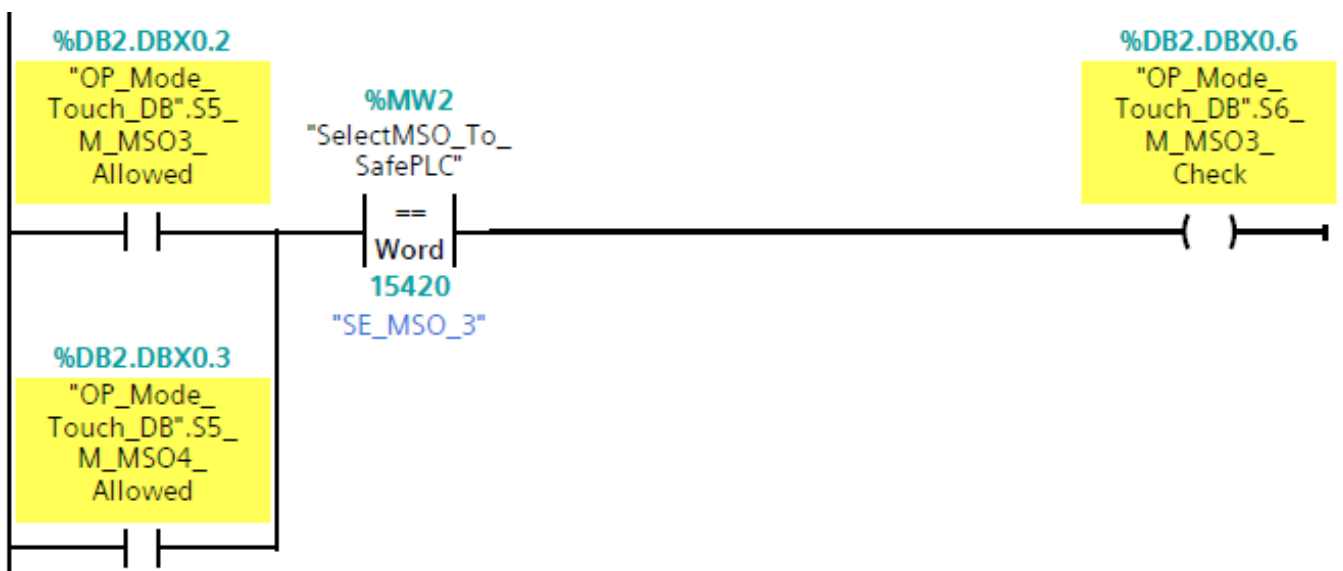 %DB2.DBX0.2
"OP_Mode_
Touch_DB".S5_
M_MSO3_
Allowed
%MW2
"SelectMSO_To_
SafePLC"
==
Word
15420
"SE_MSO_3"
%DB2.DBX0.6
"OP_Mode_
Touch_DB".S6_
M_MSO3_
Check
%DB2.DBX0.3
"OP_Mode_
Touch_DB".S5_
M_MSO4_
Allowed